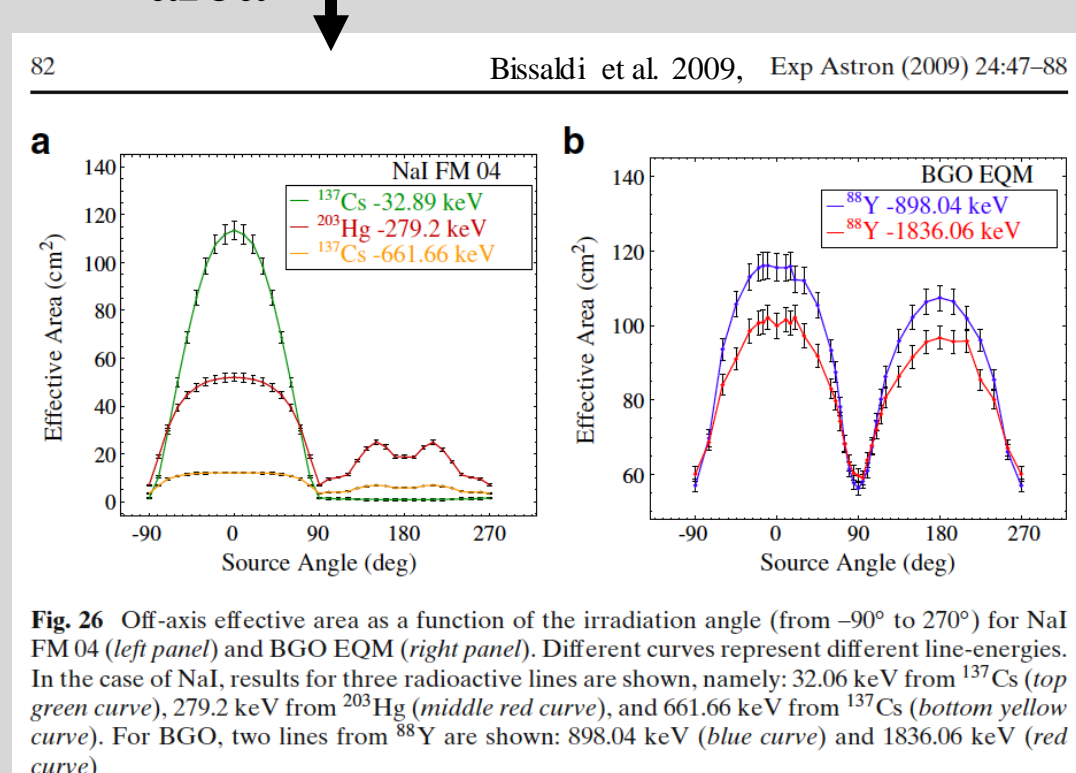 82
Bissaldi et al. 2009, Exp Astron (2009) 24:47–88
a
NaI FM 04
¹³⁷Cs -32.89 keV
²⁰³Hg -279.2 keV
¹³⁷Cs -661.66 keV
Effective Area (cm²)
140
120
100
80
60
40
20
0
-90 0 90 180 270
Source Angle (deg)
b
BGO EQM
⁸⁸Y -898.04 keV
⁸⁸Y -1836.06 keV
Effective Area (cm²)
140
120
100
80
60
-90 0 90 180 270
Source Angle (deg)
Fig. 26 Off-axis effective area as a function of the irradiation angle (from –90° to 270°) for NaI
FM 04 (left panel) and BGO EQM (right panel). Different curves represent different line-energies.
In the case of NaI, results for three radioactive lines are shown, namely: 32.06 keV from ¹³⁷Cs (top
green curve), 279.2 keV from ²⁰³Hg (middle red curve), and 661.66 keV from ¹³⁷Cs (bottom yellow
curve). For BGO, two lines from ⁸⁸Y are shown: 898.04 keV (blue curve) and 1836.06 keV (red
curve)